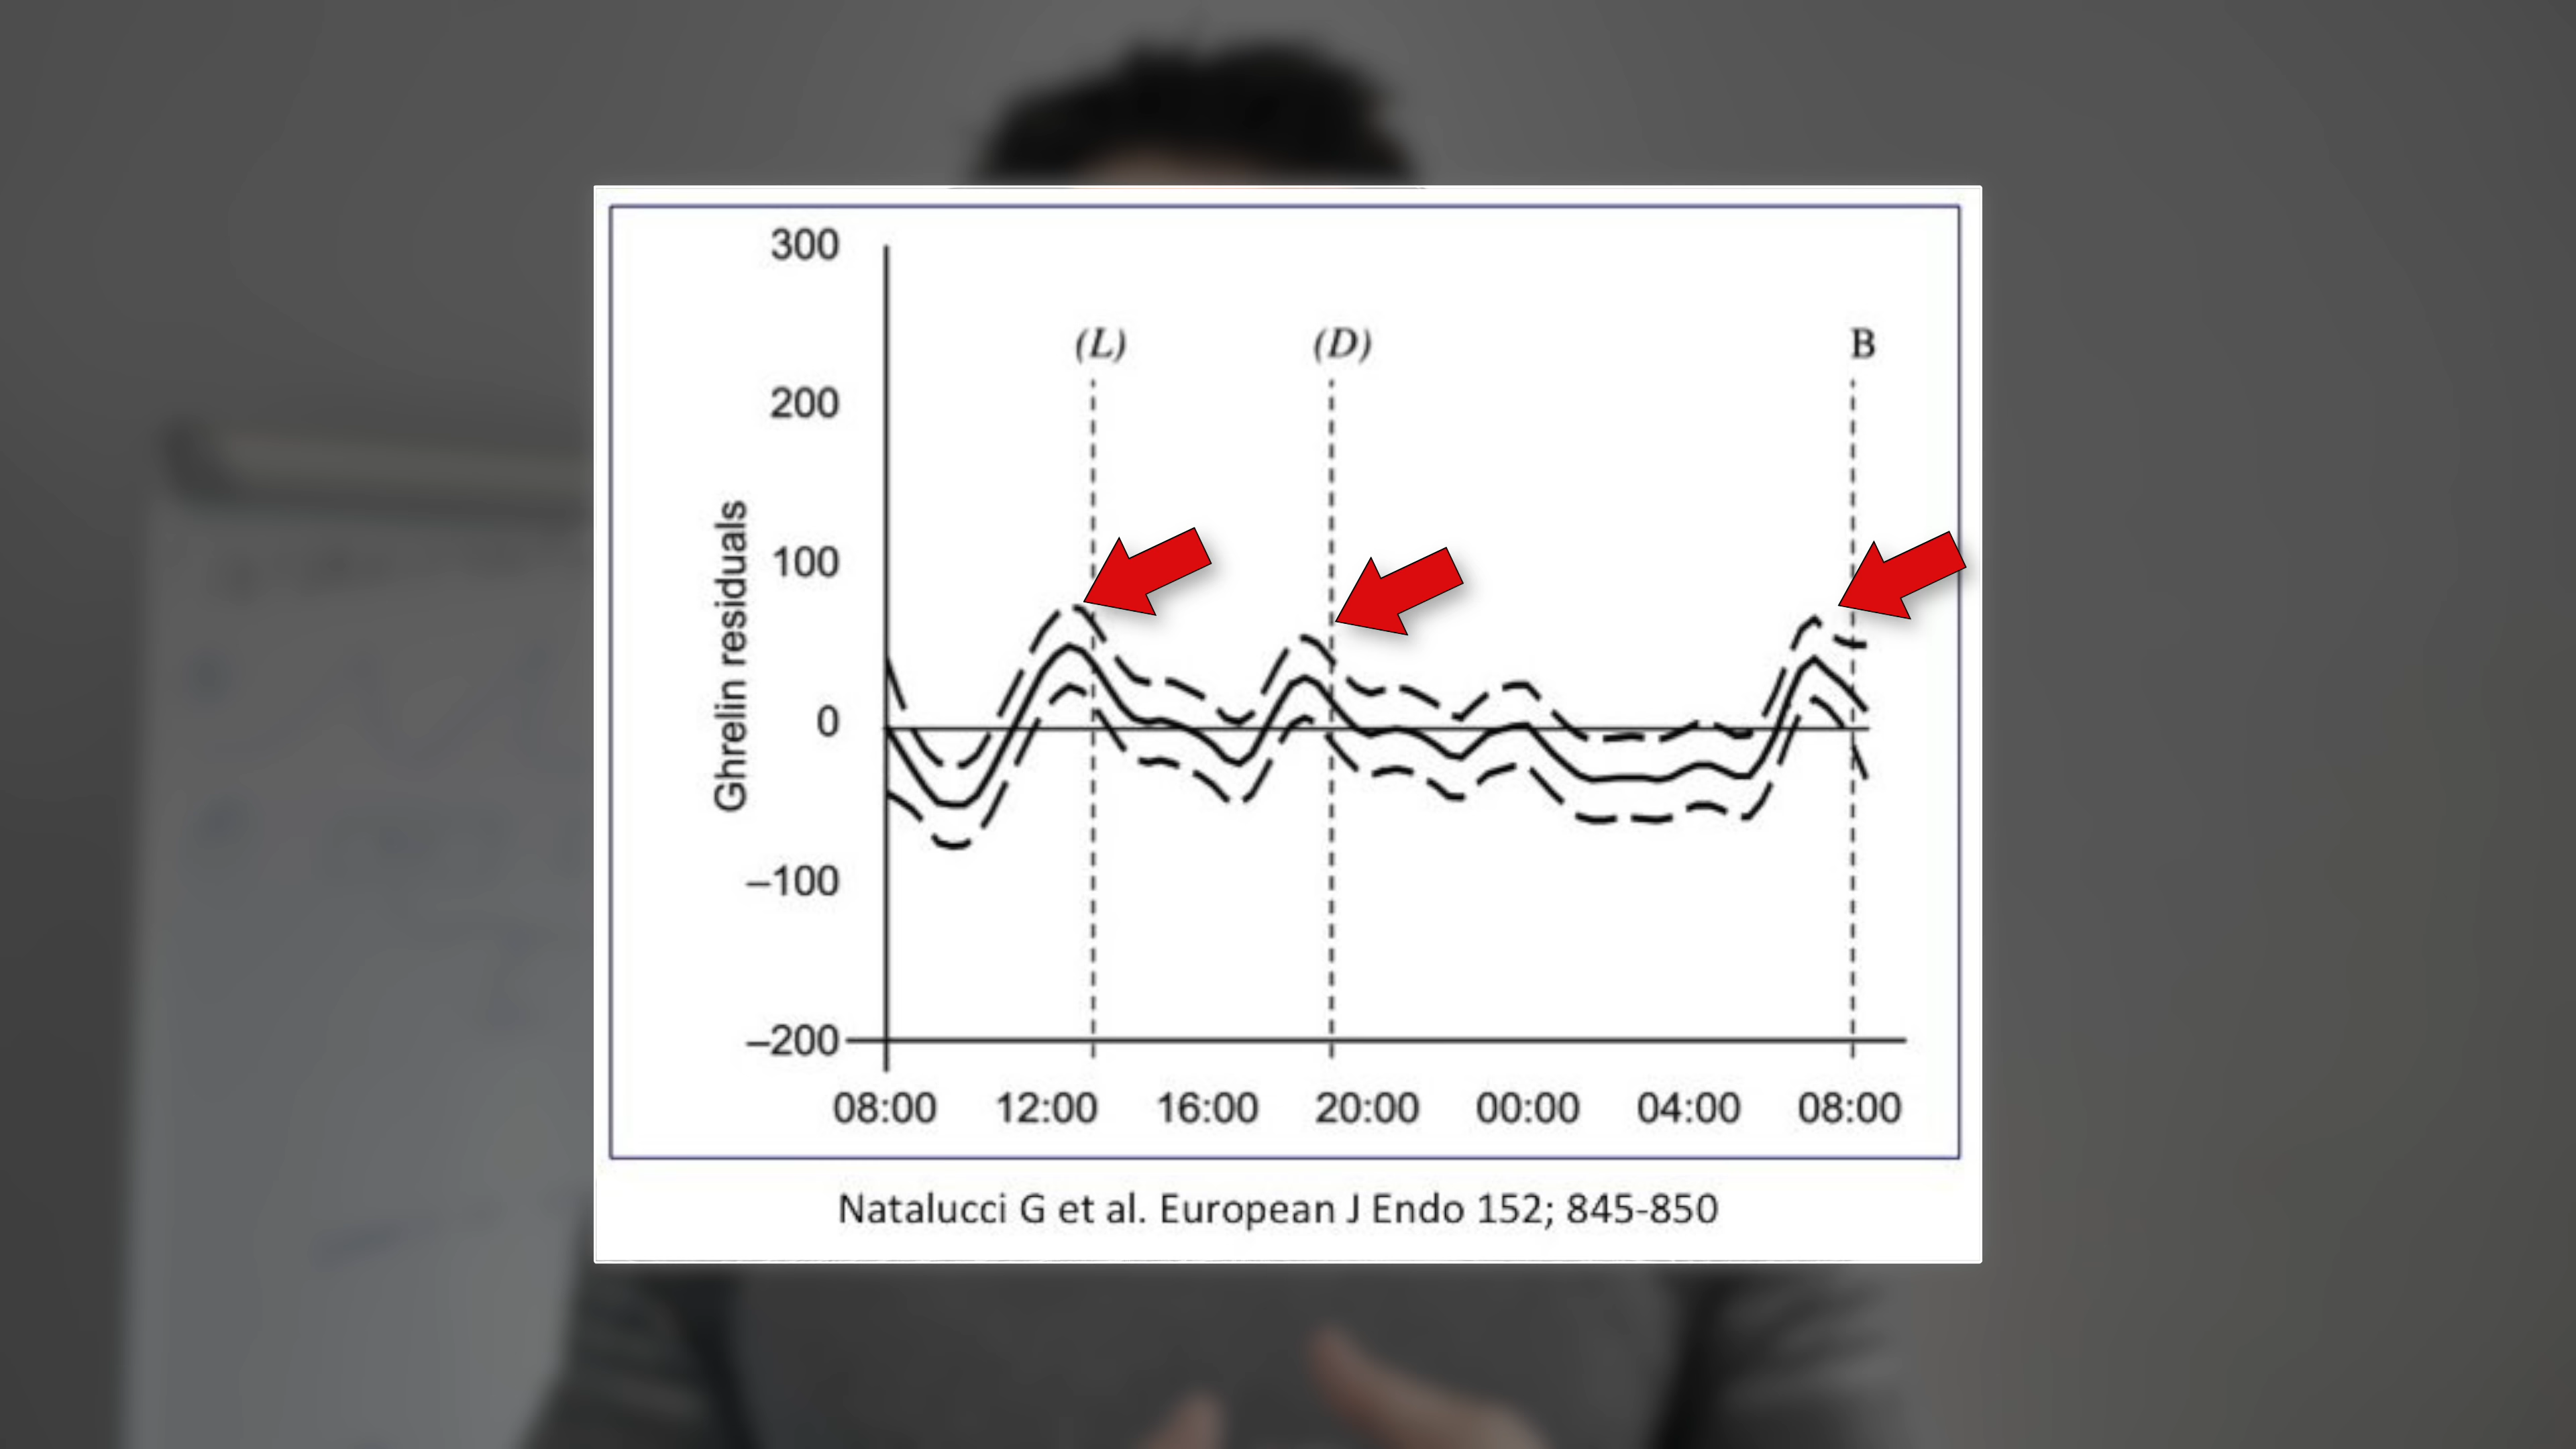 300
(L)
(D)
B
200
100
0
–100
–200
Ghrelin residuals
08:00 12:00 16:00 20:00 00:00 04:00 08:00
Natalucci G et al. European J Endo 152; 845-850